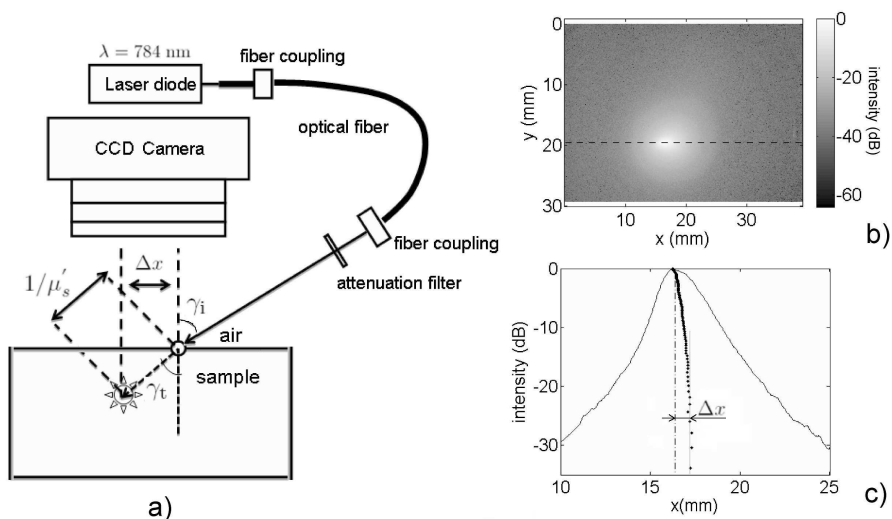 λ = 784 nm
Laser diode
fiber coupling
optical fiber
CCD Camera
fiber coupling
attenuation filter
Δx
1/μ′s
γi
air
sample
γt
a)
0
10
20
30
y (mm)
10 20 30
x (mm)
0
-20
-40
-60
intensity (dB)
b)
0
-10
-20
-30
intensity (dB)
Δx
10 15 20 25
x(mm)
c)